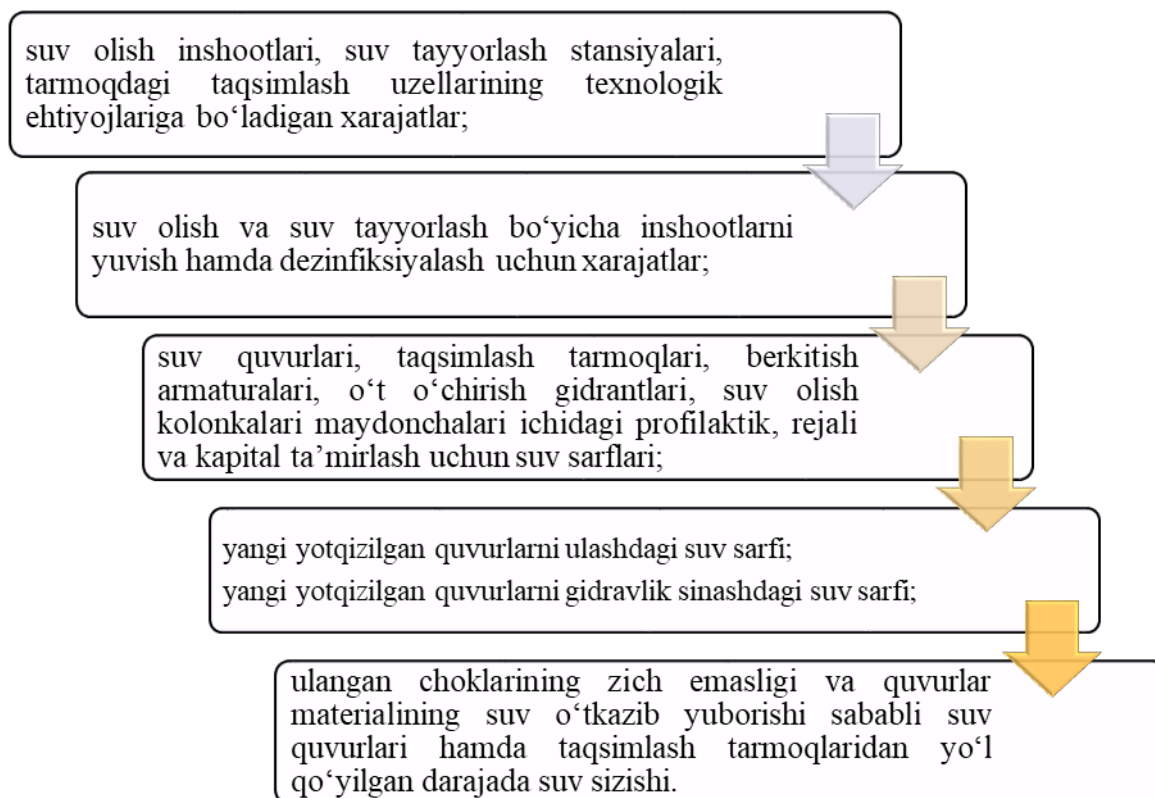 suv olish inshootlari, suv tayyorlash stansiyalari,
tarmoqdagi taqsimlash uzellarining texnologik
ehtiyojlariga bo‘ladigan xarajatlar;
suv olish va suv tayyorlash bo‘yicha inshootlarni
yuvish hamda dezinfiksiyalash uchun xarajatlar;
suv quvurlari, taqsimlash tarmoqlari, berkitish
armaturalari, o‘t o‘chirish gidrantlari, suv olish
kolonkalari maydonchalari ichidagi profilaktik, rejali
va kapital ta’mirlash uchun suv sarflari;
yangi yotqizilgan quvurlarni ulashdagi suv sarfi;
yangi yotqizilgan quvurlarni gidravlik sinashdagi suv sarfi;
ulangan choklarining zich emasligi va quvurlar
materialining suv o‘tkazib yuborishi sababli suv
quvurlari hamda taqsimlash tarmoqlaridan yo‘l
qo‘yilgan darajada suv sizishi.